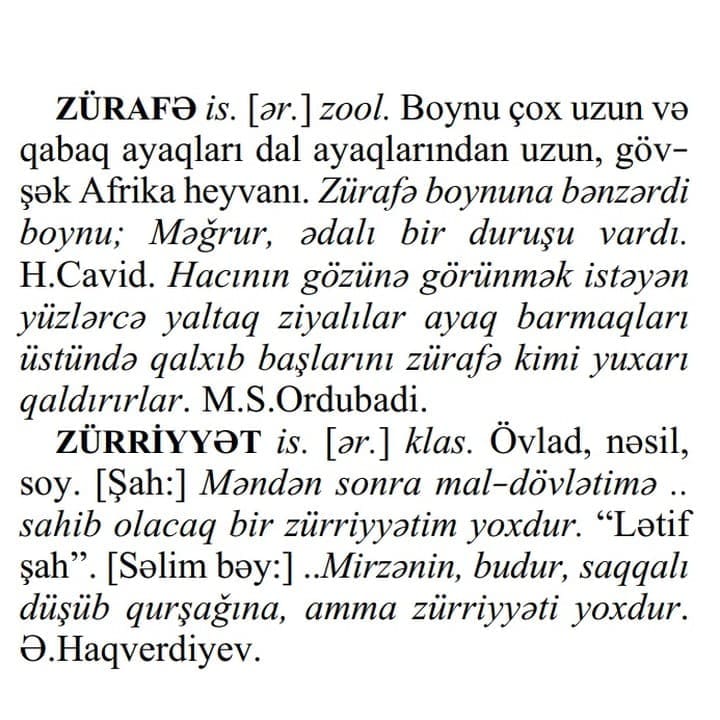 ZÜRAFƏ is. [ər.] zool. Boynu çox uzun və
qabaq ayaqları dal ayaqlarından uzun, göv-
şək Afrika heyvanı. Zürafə boynuna bənzərdi
boynu; Məğrur, ədalı bir duruşu vardı.
H.Cavid. Hacının gözünə görünmək istəyən
yüzlərcə yaltaq ziyalılar ayaq barmaqları
üstündə qalxıb başlarını zürafə kimi yuxarı
qaldırırlar. M.S.Ordubadi.
ZÜRRİYYƏT is. [ər.] klas. Övlad, nəsil,
soy. [Şah:] Məndən sonra mal-dövlətimə ..
sahib olacaq bir zürriyyətim yoxdur. “Lətif
şah”. [Səlim bəy:] ..Mirzənin, budur, saqqalı
düşüb qurşağına, amma zürriyyəti yoxdur.
Ə.Haqverdiyev.